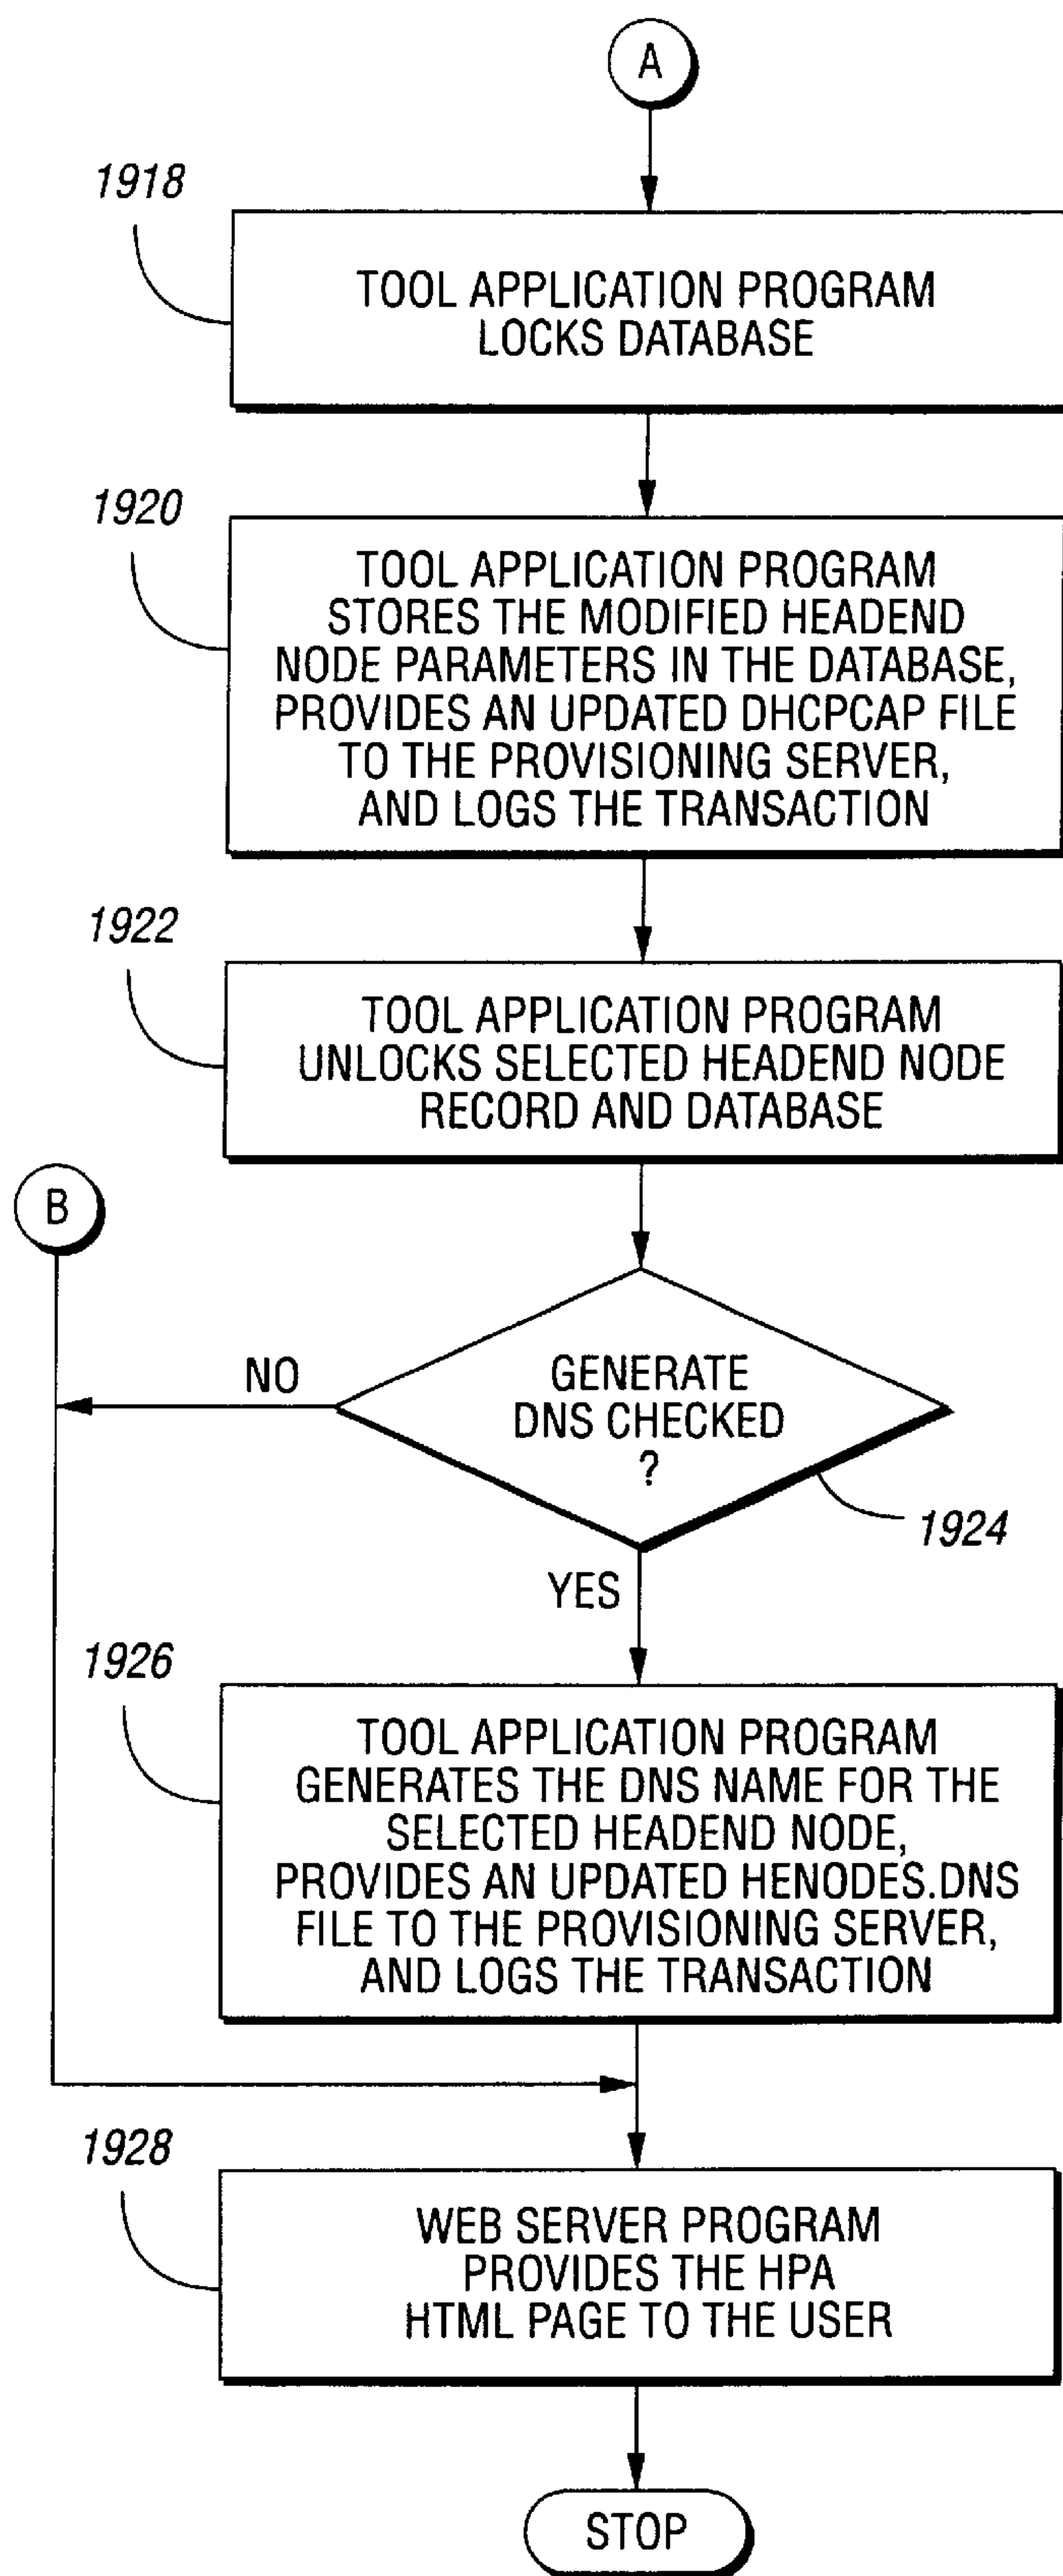 A
1918
TOOL APPLICATION PROGRAM
LOCKS DATABASE
1920
TOOL APPLICATION PROGRAM
STORES THE MODIFIED HEADEND
NODE PARAMETERS IN THE DATABASE,
PROVIDES AN UPDATED DHCPCAP FILE
TO THE PROVISIONING SERVER,
AND LOGS THE TRANSACTION
1922
TOOL APPLICATION PROGRAM
UNLOCKS SELECTED HEADEND NODE
RECORD AND DATABASE
B
NO
GENERATE
DNS CHECKED
?
1924
YES
1926
TOOL APPLICATION PROGRAM
GENERATES THE DNS NAME FOR THE
SELECTED HEADEND NODE,
PROVIDES AN UPDATED HENODES.DNS
FILE TO THE PROVISIONING SERVER,
AND LOGS THE TRANSACTION
1928
WEB SERVER PROGRAM
PROVIDES THE HPA
HTML PAGE TO THE USER
STOP